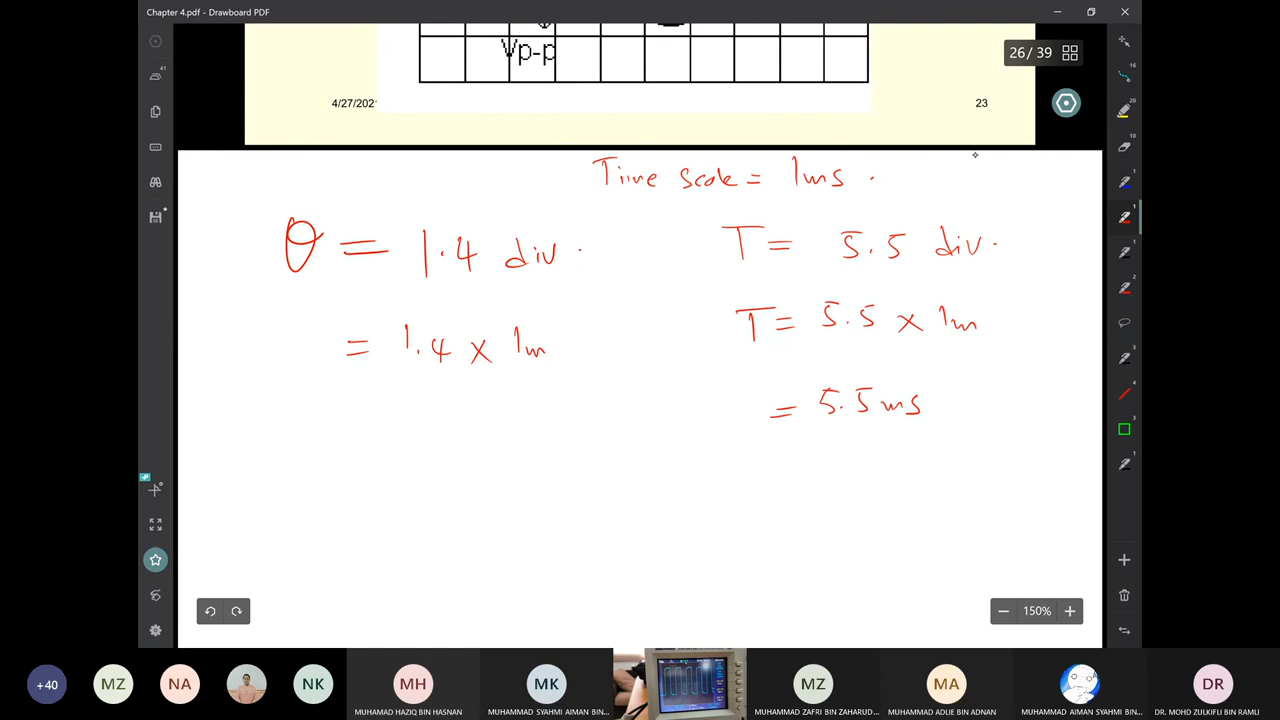 Chapter 4.pdf - Drawboard PDF
26 / 39
Vp-p
4/27/202
23
Time scale = 1ms .
θ = 1.4 div .
T = 5.5 div.
= 1.4 x 1m
T = 5.5 x 1m
= 5.5 ms
150%
+40
MZ
NA
NK
MH
MK
MZ
MA
DR
MUHAMAD HAZIQ BIN HASNAN
MUHAMAD SYAHMI AIMAN BIN...
MUHAMMAD ZAFRI BIN ZAHARUD...
MUHAMMAD ADLIE BIN ADNAN
MUHAMMAD AIMAN SYAHMI BIN...
DR. MOHD ZULKIFLI BIN RAMLI